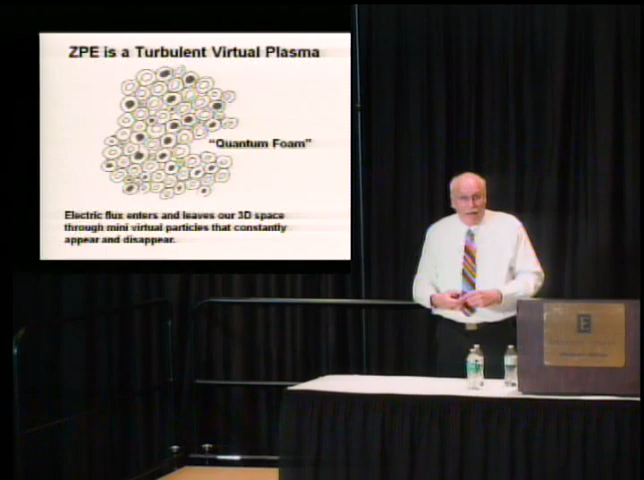 ZPE is a Turbulent Virtual Plasma
"Quantum Foam"
Electric flux enters and leaves our 3D space
through mini virtual particles that constantly
appear and disappear.
E